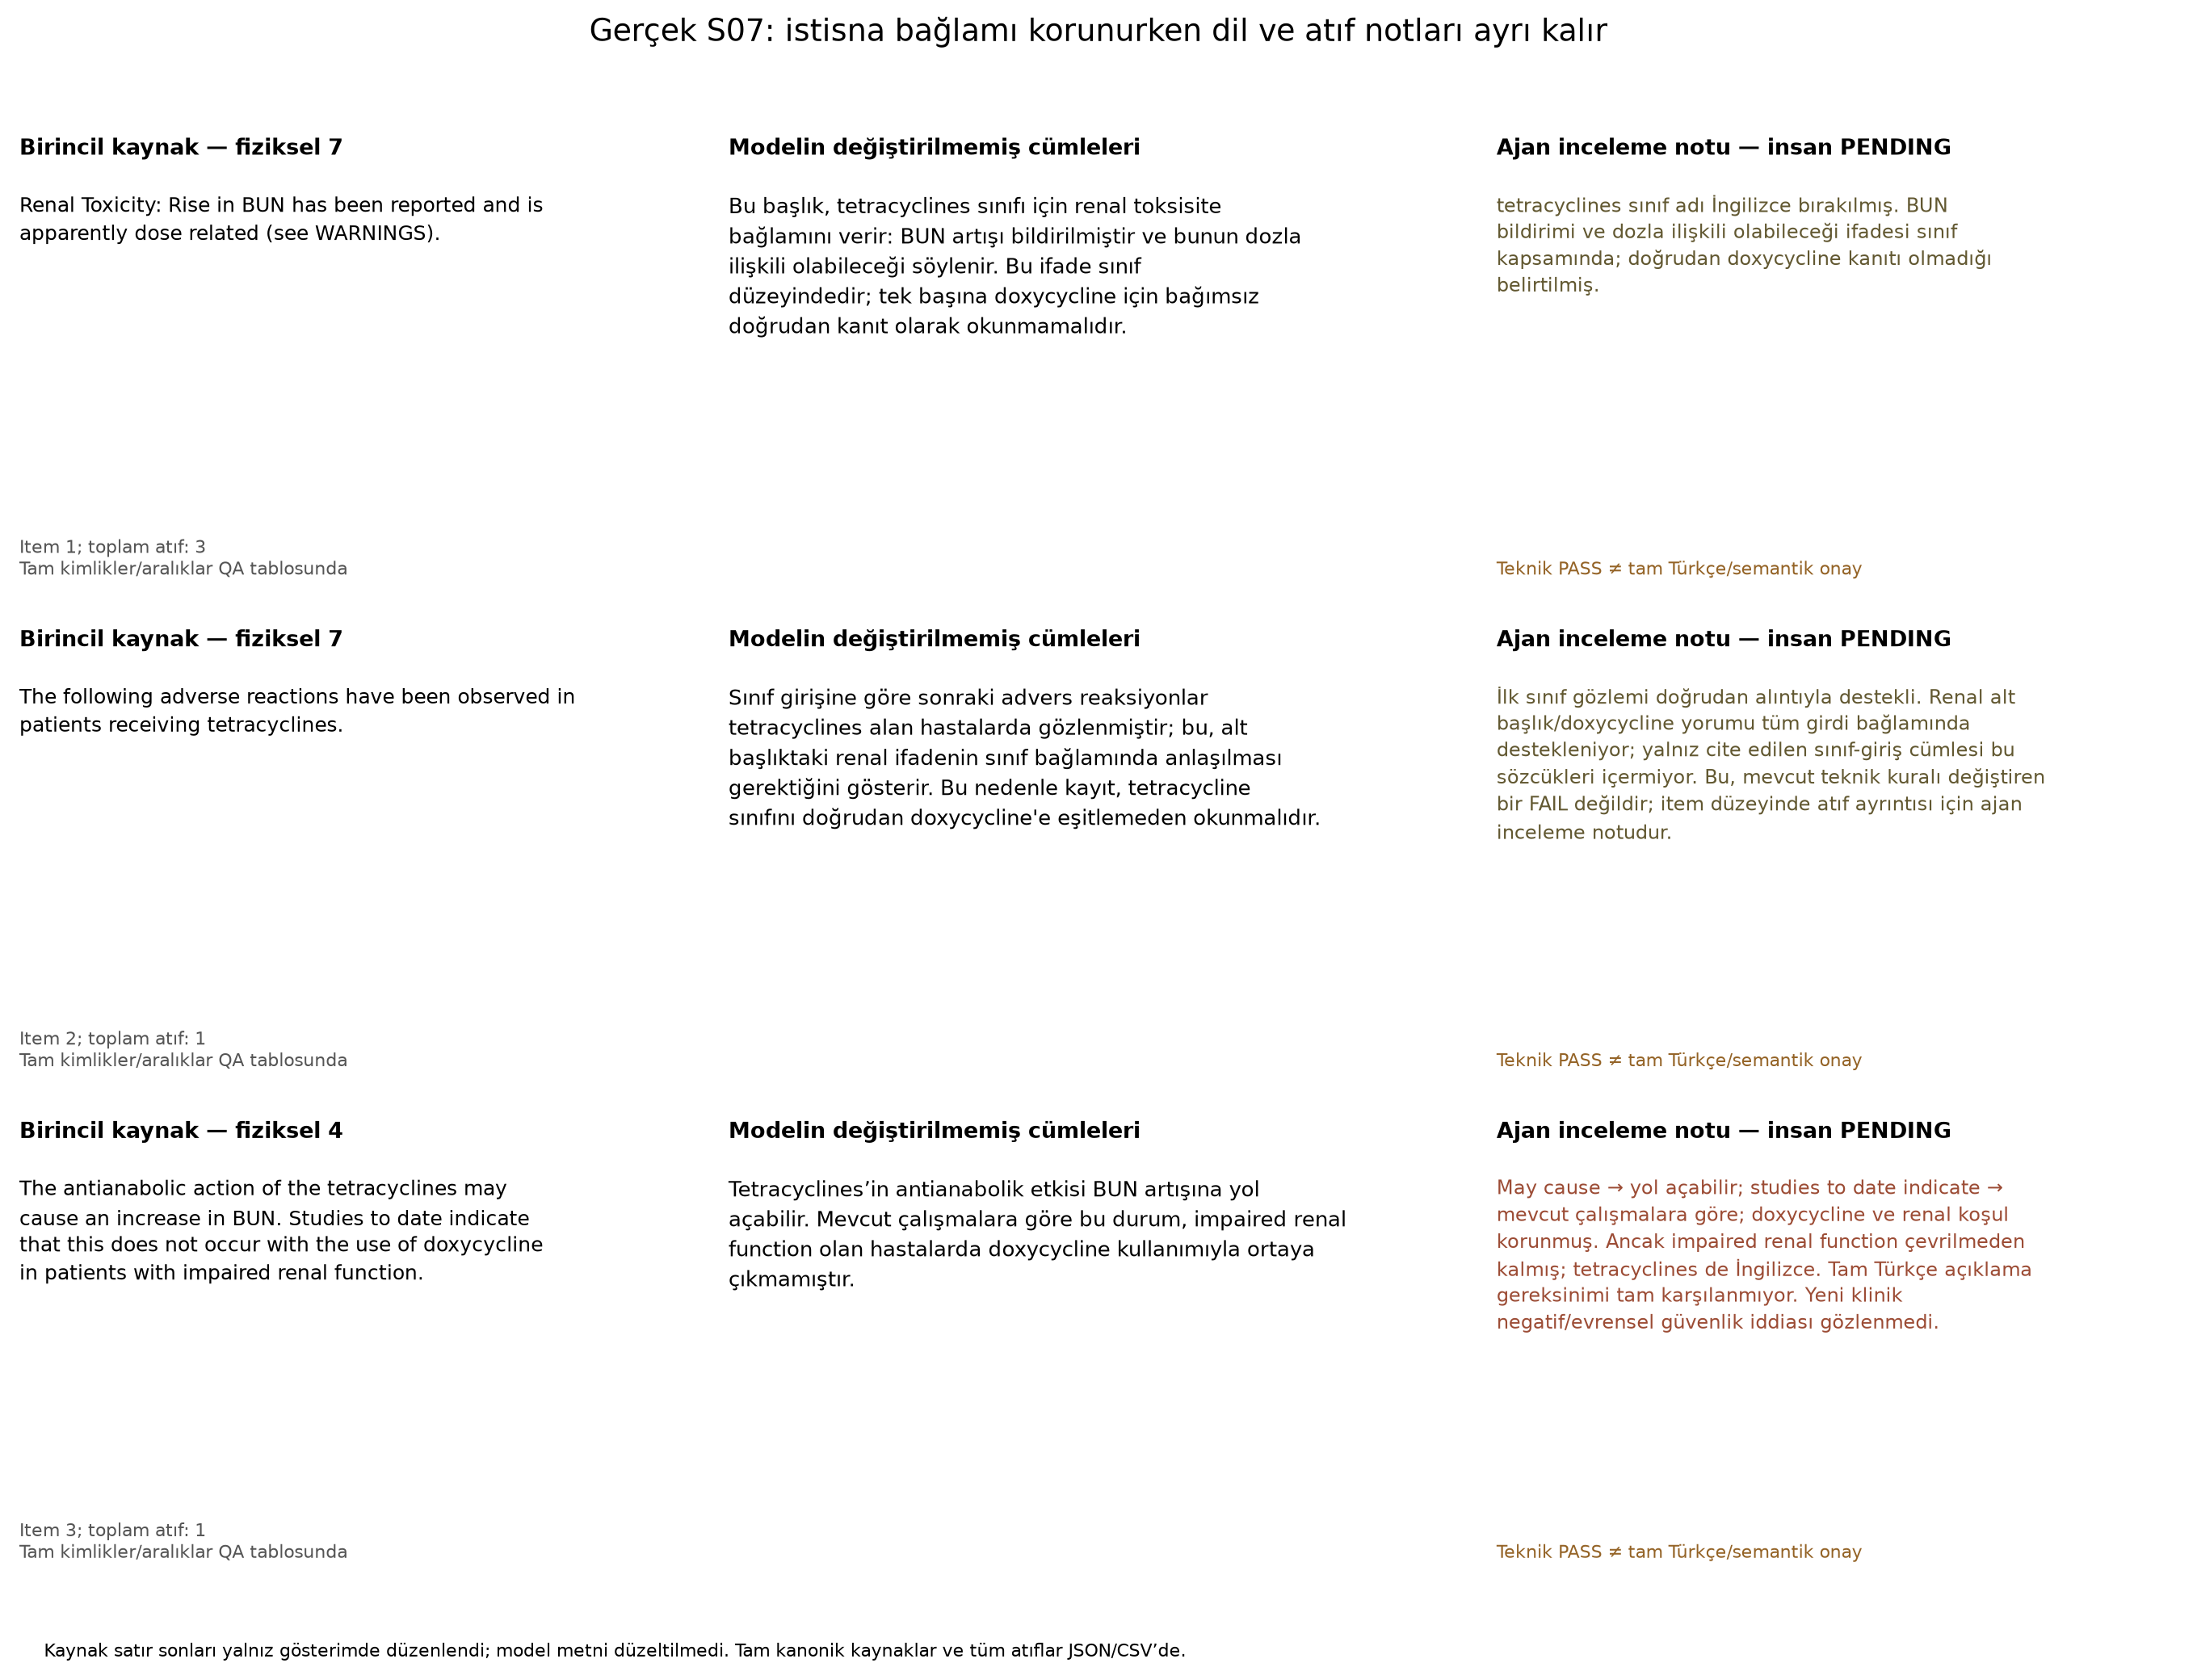 Gerçek S07: istisna bağlamı korunurken dil ve atıf notları ayrı kalır
Birincil kaynak — fiziksel 7
Renal Toxicity: Rise in BUN has been reported and is
apparently dose related (see WARNINGS).
Item 1; toplam atıf: 3
Tam kimlikler/aralıklar QA tablosunda
Modelin değiştirilmemiş cümleleri
Bu başlık, tetracyclines sınıfı için renal toksisite
bağlamını verir: BUN artışı bildirilmiştir ve bunun dozla
ilişkili olabileceği söylenir. Bu ifade sınıf
düzeyindedir; tek başına doxycycline için bağımsız
doğrudan kanıt olarak okunmamalıdır.
Ajan inceleme notu — insan PENDING
tetracyclines sınıf adı İngilizce bırakılmış. BUN
bildirimi ve dozla ilişkili olabileceği ifadesi sınıf
kapsamında; doğrudan doxycycline kanıtı olmadığı
belirtilmiş.
Teknik PASS ≠ tam Türkçe/semantik onay
Birincil kaynak — fiziksel 7
The following adverse reactions have been observed in
patients receiving tetracyclines.
Item 2; toplam atıf: 1
Tam kimlikler/aralıklar QA tablosunda
Modelin değiştirilmemiş cümleleri
Sınıf girişine göre sonraki advers reaksiyonlar
tetracyclines alan hastalarda gözlenmiştir; bu, alt
başlıktaki renal ifadenin sınıf bağlamında anlaşılması
gerektiğini gösterir. Bu nedenle kayıt, tetracycline
sınıfını doğrudan doxycycline'e eşitlemeden okunmalıdır.
Ajan inceleme notu — insan PENDING
İlk sınıf gözlemi doğrudan alıntıyla destekli. Renal alt
başlık/doxycycline yorumu tüm girdi bağlamında
destekleniyor; yalnız cite edilen sınıf-giriş cümlesi bu
sözcükleri içermiyor. Bu, mevcut teknik kuralı değiştiren
bir FAIL değildir; item düzeyinde atıf ayrıntısı için ajan
inceleme notudur.
Teknik PASS ≠ tam Türkçe/semantik onay
Birincil kaynak — fiziksel 4
The antianabolic action of the tetracyclines may
cause an increase in BUN. Studies to date indicate
that this does not occur with the use of doxycycline
in patients with impaired renal function.
Item 3; toplam atıf: 1
Tam kimlikler/aralıklar QA tablosunda
Modelin değiştirilmemiş cümleleri
Tetracyclines’in antianabolik etkisi BUN artışına yol
açabilir. Mevcut çalışmalara göre bu durum, impaired renal
function olan hastalarda doxycycline kullanımıyla ortaya
çıkmamıştır.
Ajan inceleme notu — insan PENDING
May cause → yol açabilir; studies to date indicate →
mevcut çalışmalara göre; doxycycline ve renal koşul
korunmuş. Ancak impaired renal function çevrilmeden
kalmış; tetracyclines de İngilizce. Tam Türkçe açıklama
gereksinimi tam karşılanmıyor. Yeni klinik
negatif/evrensel güvenlik iddiası gözlenmedi.
Teknik PASS ≠ tam Türkçe/semantik onay
Kaynak satır sonları yalnız gösterimde düzenlendi; model metni düzeltilmedi. Tam kanonik kaynaklar ve tüm atıflar JSON/CSV’de.